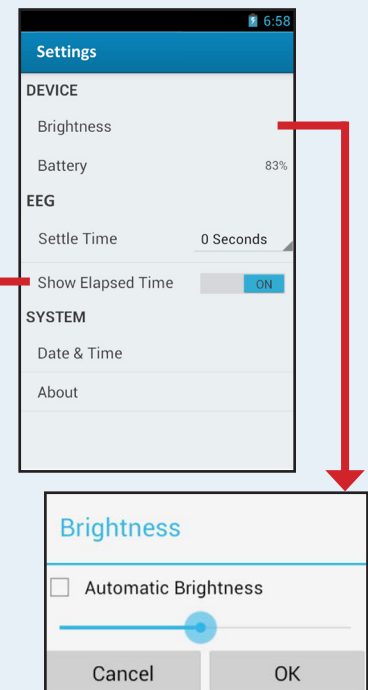 6:58
Settings
DEVICE
Brightness
Battery 83%
EEG
Settle Time 0 Seconds
Show Elapsed Time ON
SYSTEM
Date & Time
About
Brightness
Automatic Brightness
Cancel OK